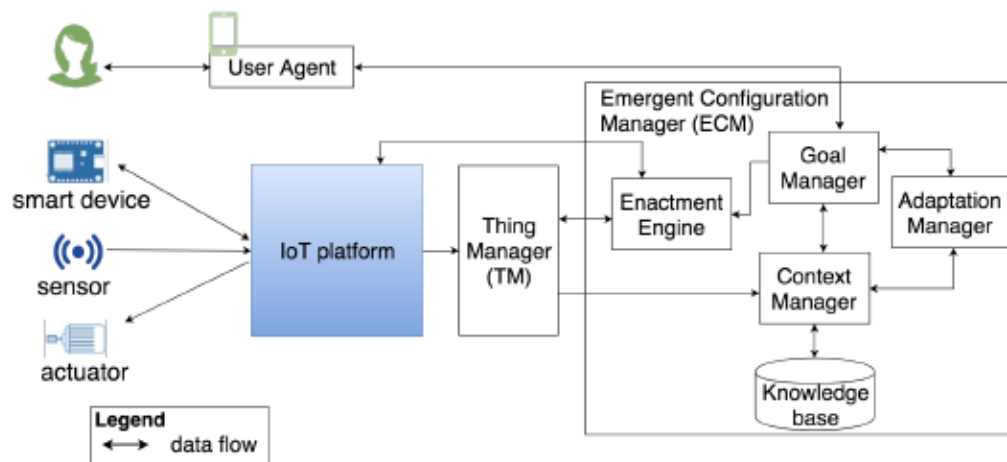 User Agent
Emergent Configuration
Manager (ECM)
Goal
Manager
Adaptation
Manager
smart device
Enactment
Engine
Thing
Manager
(TM)
IoT platform
sensor
Context
Manager
actuator
Knowledge
base
Legend
data flow